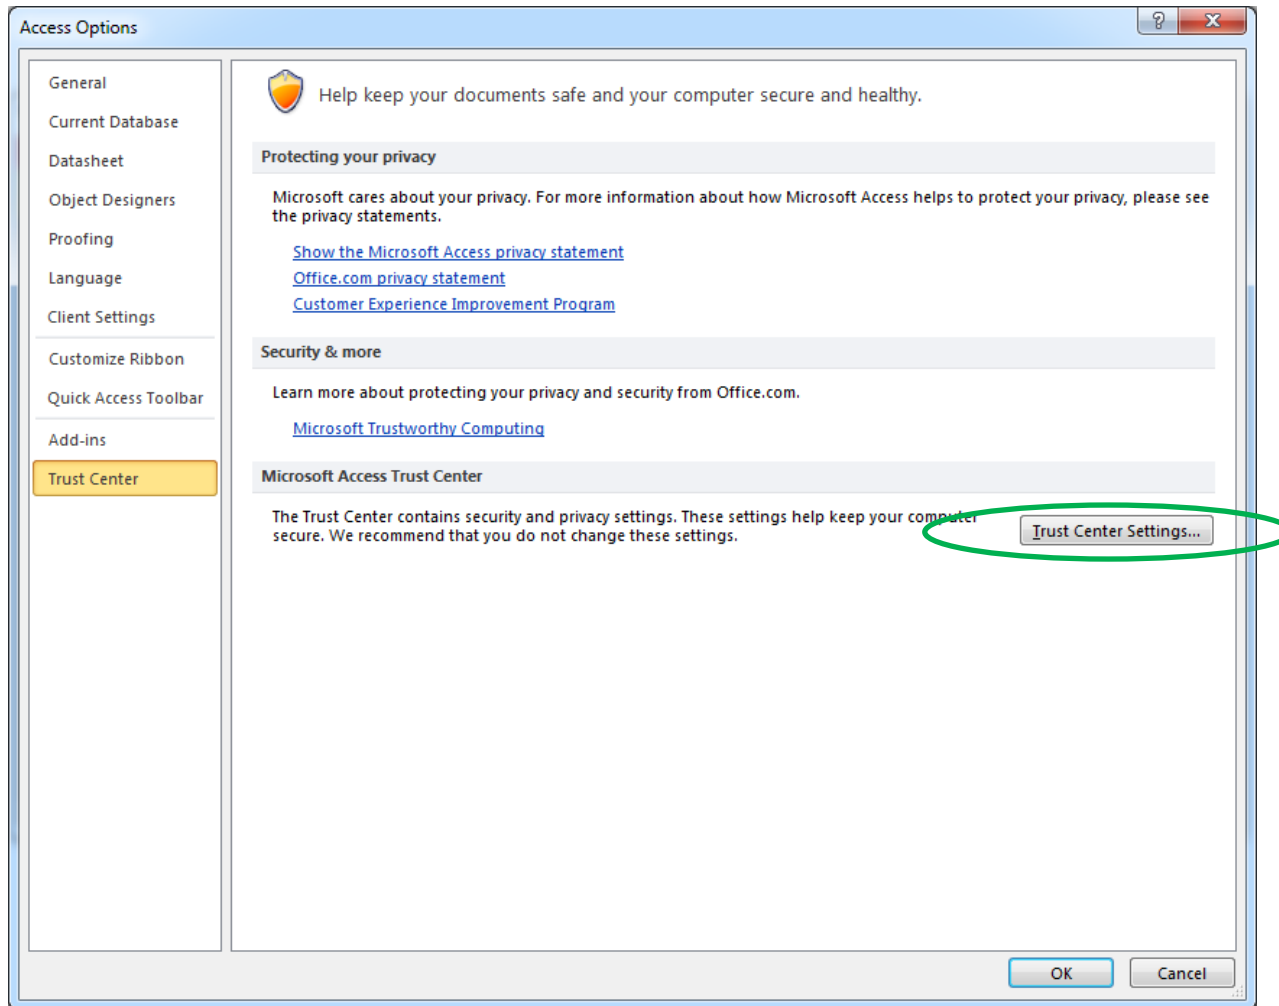 Access Options
?
X
General
Current Database
Datasheet
Object Designers
Proofing
Language
Client Settings
Customize Ribbon
Quick Access Toolbar
Add-ins
Trust Center
Help keep your documents safe and your computer secure and healthy.
Protecting your privacy
Microsoft cares about your privacy. For more information about how Microsoft Access helps to protect your privacy, please see
the privacy statements.
Show the Microsoft Access privacy statement
Office.com privacy statement
Customer Experience Improvement Program
Security & more
Learn more about protecting your privacy and security from Office.com.
Microsoft Trustworthy Computing
Microsoft Access Trust Center
The Trust Center contains security and privacy settings. These settings help keep your computer
secure. We recommend that you do not change these settings.
Trust Center Settings...
OK
Cancel